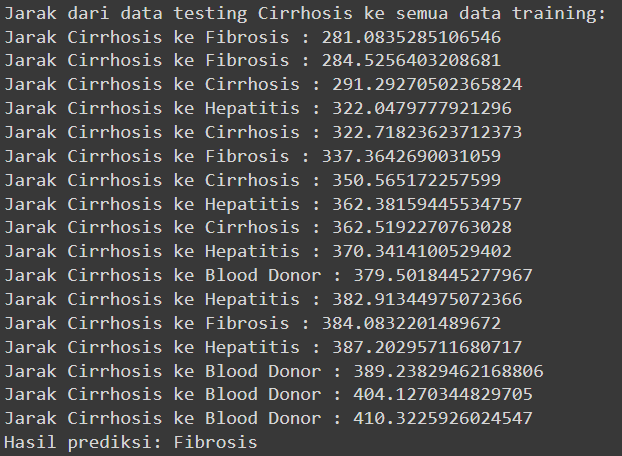 Jarak dari data testing Cirrhosis ke semua data training:
Jarak Cirrhosis ke Fibrosis : 281.0835285106546
Jarak Cirrhosis ke Fibrosis : 284.5256403208681
Jarak Cirrhosis ke Cirrhosis : 291.29270502365824
Jarak Cirrhosis ke Hepatitis : 322.0479777921296
Jarak Cirrhosis ke Cirrhosis : 322.71823623712373
Jarak Cirrhosis ke Fibrosis : 337.3642690031059
Jarak Cirrhosis ke Cirrhosis : 350.565172257599
Jarak Cirrhosis ke Hepatitis : 362.38159445534757
Jarak Cirrhosis ke Cirrhosis : 362.5192270763028
Jarak Cirrhosis ke Hepatitis : 370.3414100529402
Jarak Cirrhosis ke Blood Donor : 379.5018445277967
Jarak Cirrhosis ke Hepatitis : 382.91344975072366
Jarak Cirrhosis ke Fibrosis : 384.0832201489672
Jarak Cirrhosis ke Hepatitis : 387.20295711680717
Jarak Cirrhosis ke Blood Donor : 389.23829462168806
Jarak Cirrhosis ke Blood Donor : 404.1270344829705
Jarak Cirrhosis ke Blood Donor : 410.3225926024547
Hasil prediksi: Fibrosis